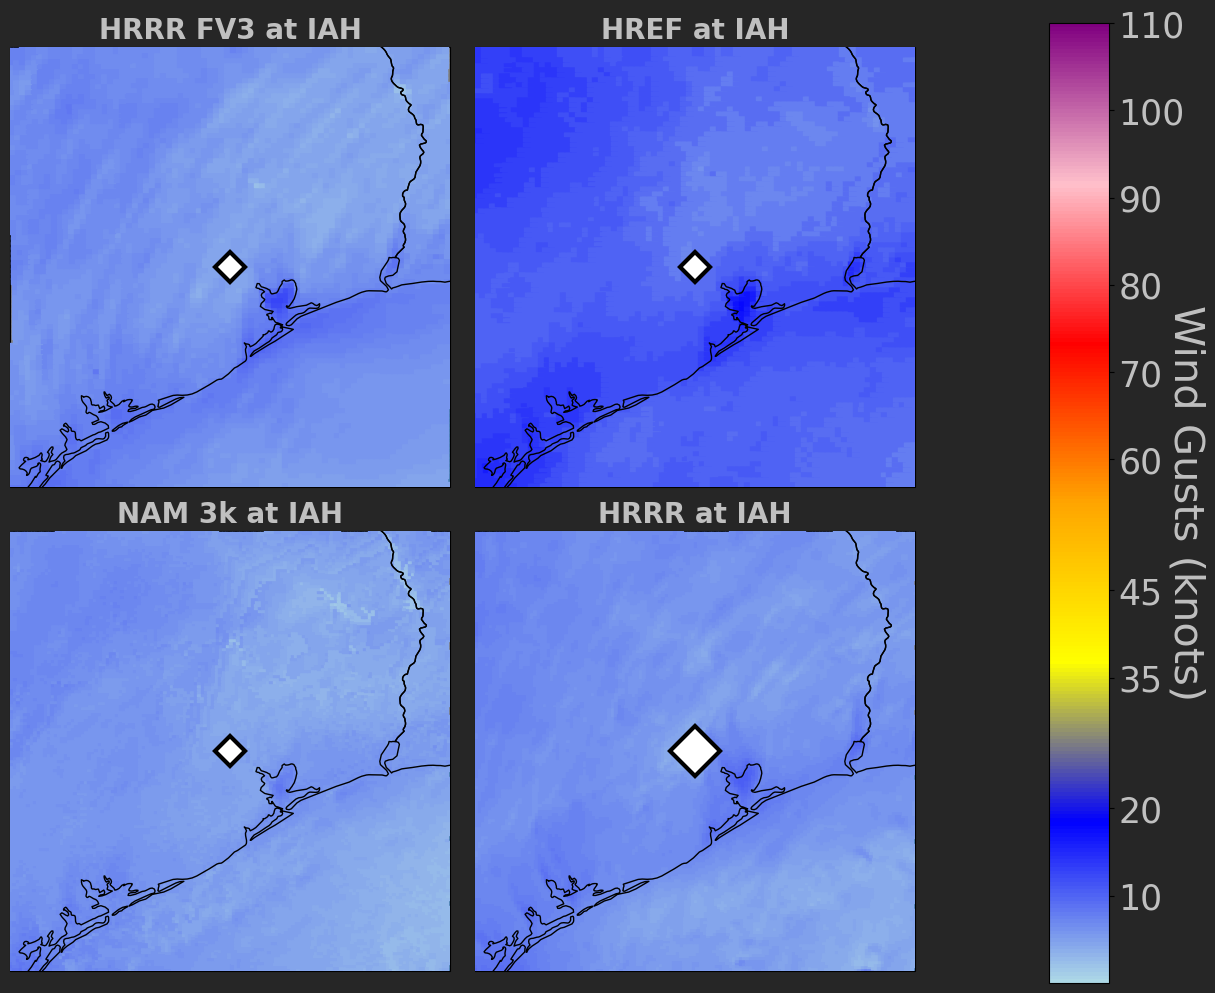 HRRR FV3 at IAH
HREF at IAH
NAM 3k at IAH
HRRR at IAH
110
100
90
80
70
60
45
35
20
10
Wind Gusts (knots)